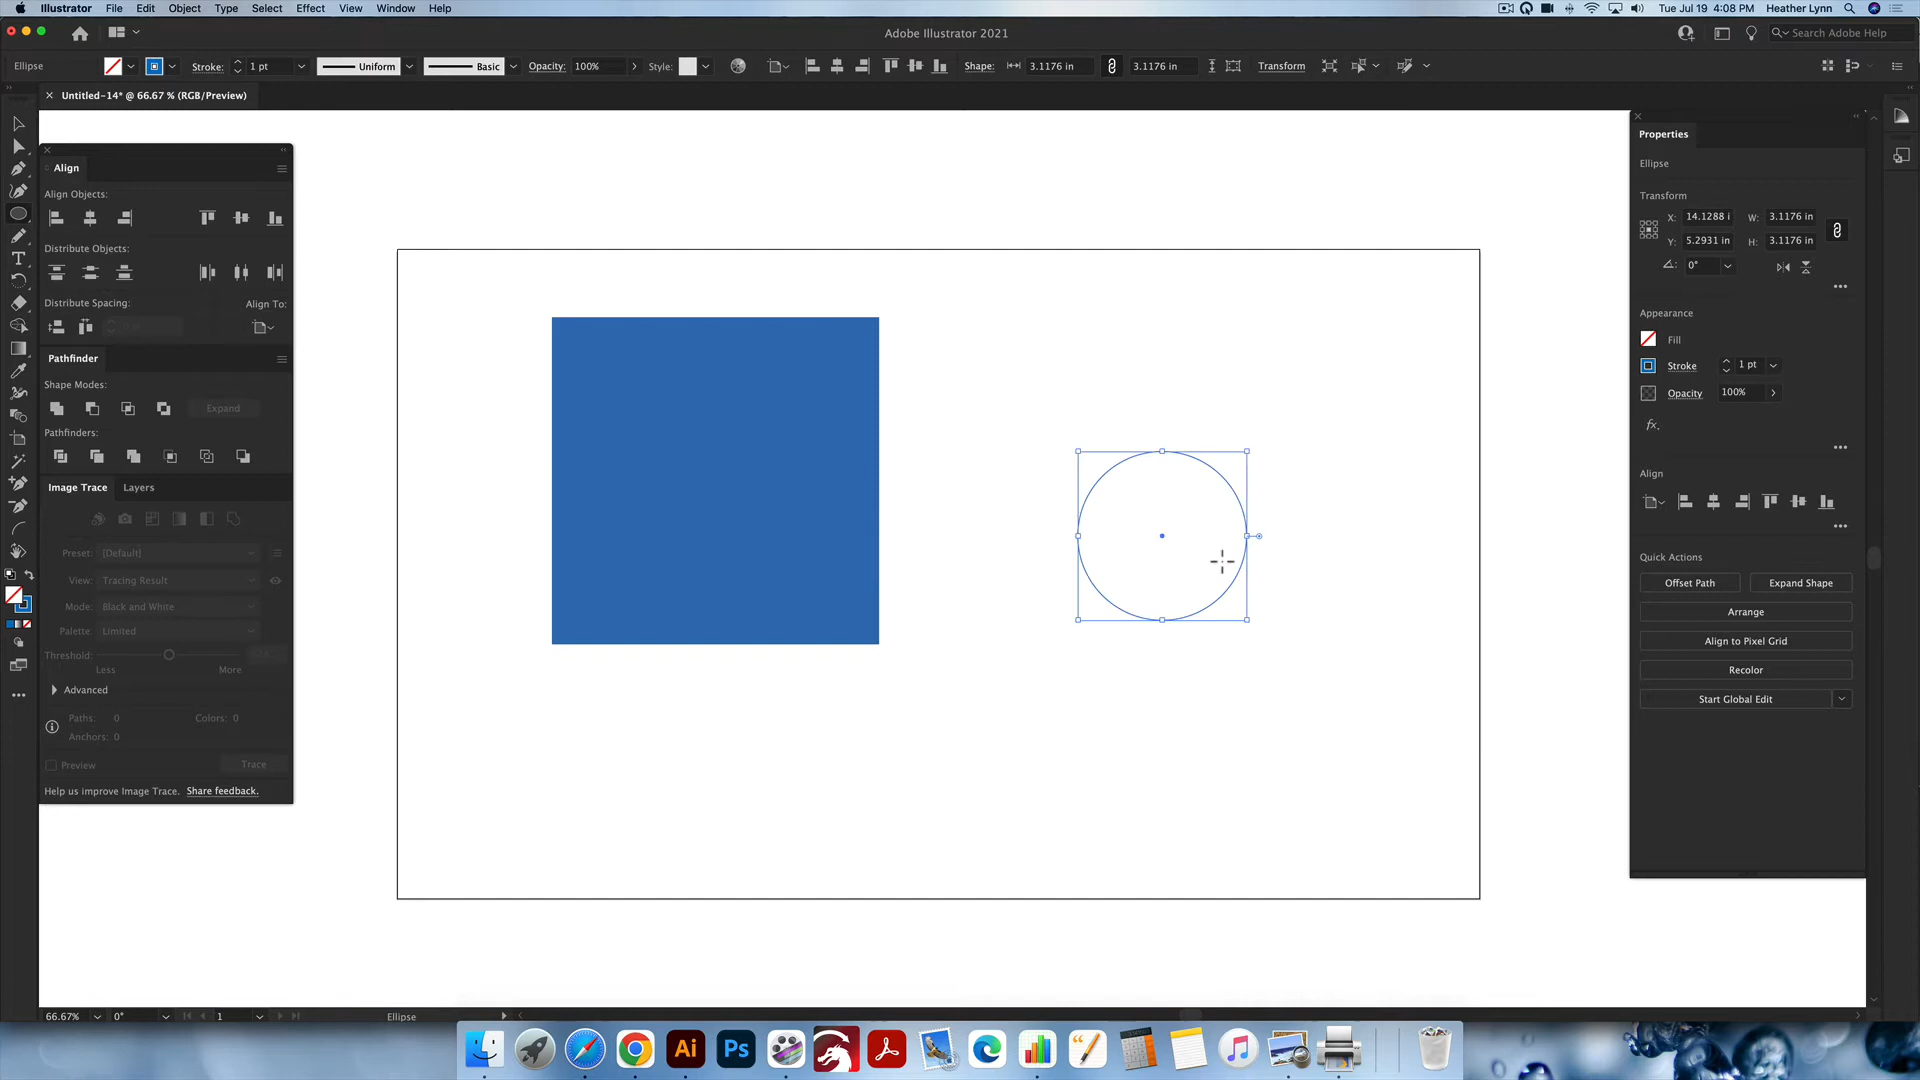 Illustrator File Edit Object Type Select Effect View Window Help Tue Jul 19 4:08 PM Heather Lynn
Adobe Illustrator 2021 Search Adobe Help
Ellipse Stroke: 1 pt Uniform Basic Opacity: 100% Style: Shape: 3.1176 in 3.1176 in Transform
× Untitled-14* @ 66.67 % (RGB/Preview)
Align
Align Objects:
Distribute Objects:
Distribute Spacing: Align To:
Pathfinder
Shape Modes:
Expand
Pathfinders:
Image Trace Layers
Preset: [Default]
View: Tracing Result
Mode: Black and White
Palette: Limited
Threshold:
Less More
Advanced
Paths: 0 Colors: 0
Anchors: 0
Preview Trace
Help us improve Image Trace. Share feedback.
Properties
Ellipse
Transform
X: 14.1288 i W: 3.1176 in
Y: 5.2931 in H: 3.1176 in
0°
Appearance
Fill
Stroke 1 pt
Opacity 100%
fx.
Align
Quick Actions
Offset Path Expand Shape
Arrange
Align to Pixel Grid
Recolor
Start Global Edit
66.67% 0° 1 Ellipse
Ai Ps